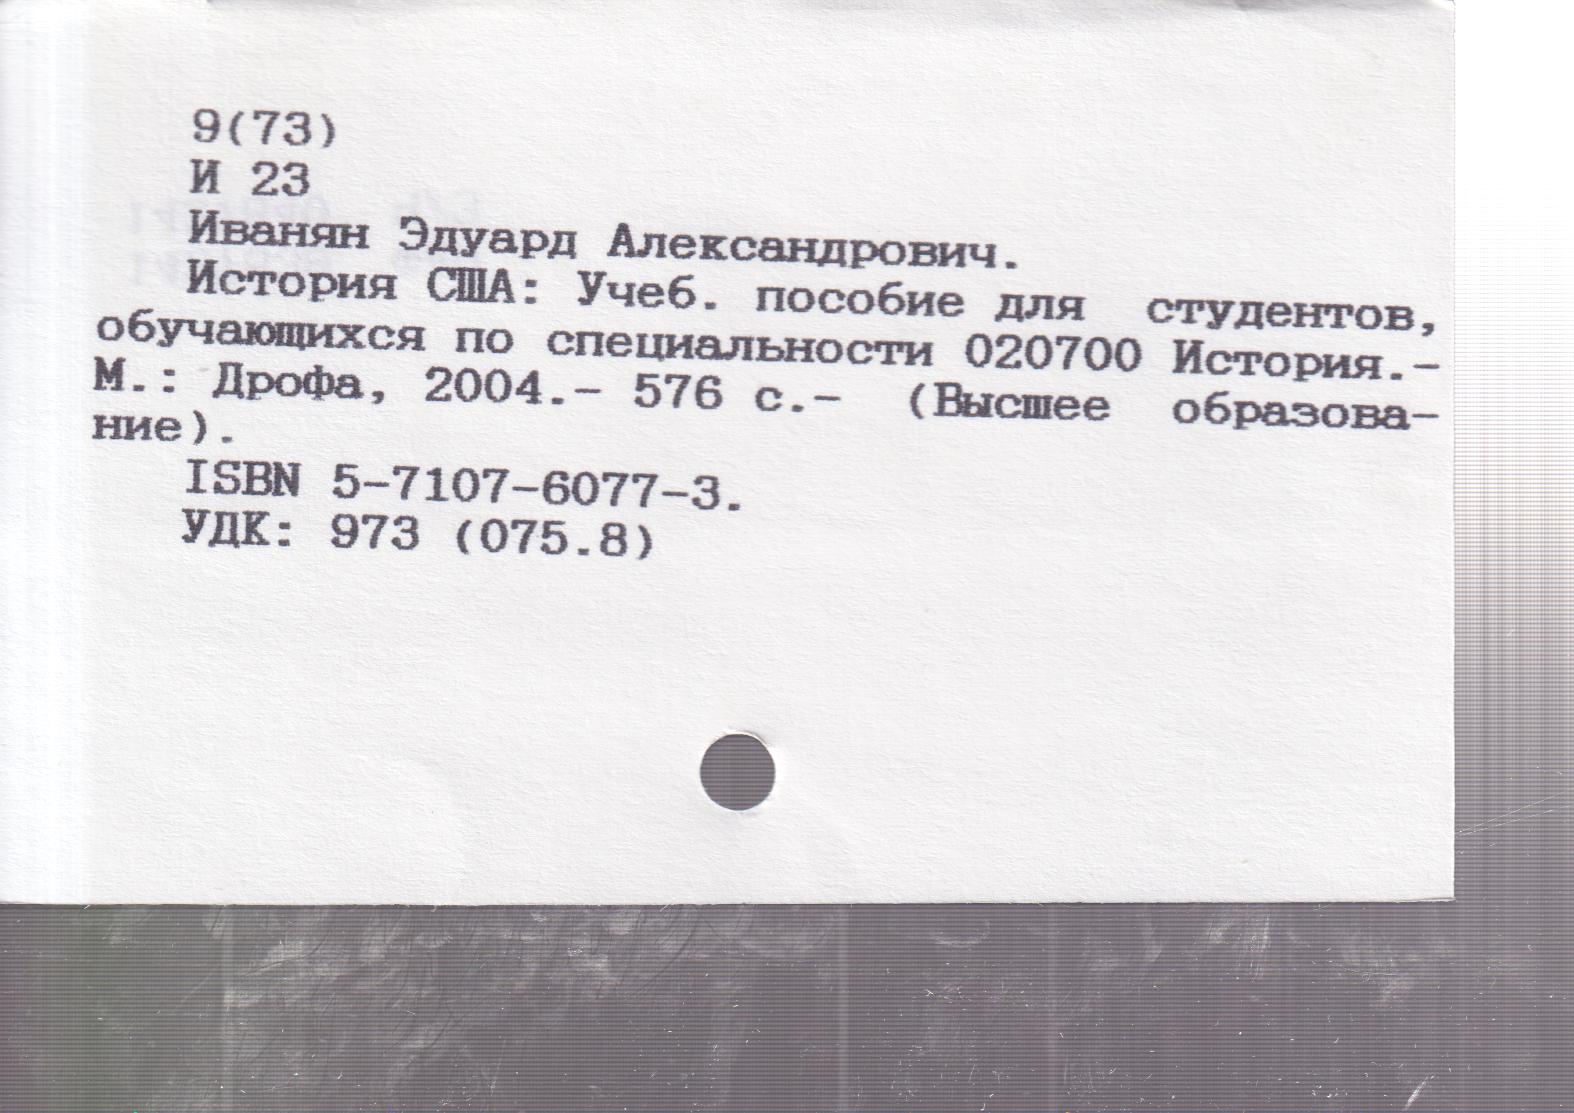 9(73)
И 23
Иванян Эдуард Александрович.
История США: Учеб. пособие для студентов,
обучающихся по специальности 020700 История.-
М.: Дрофа, 2004.- 576 с.- (Высшее образова-
ние).
ISBN 5-7107-6077-3.
УДК: 973 (075.8)